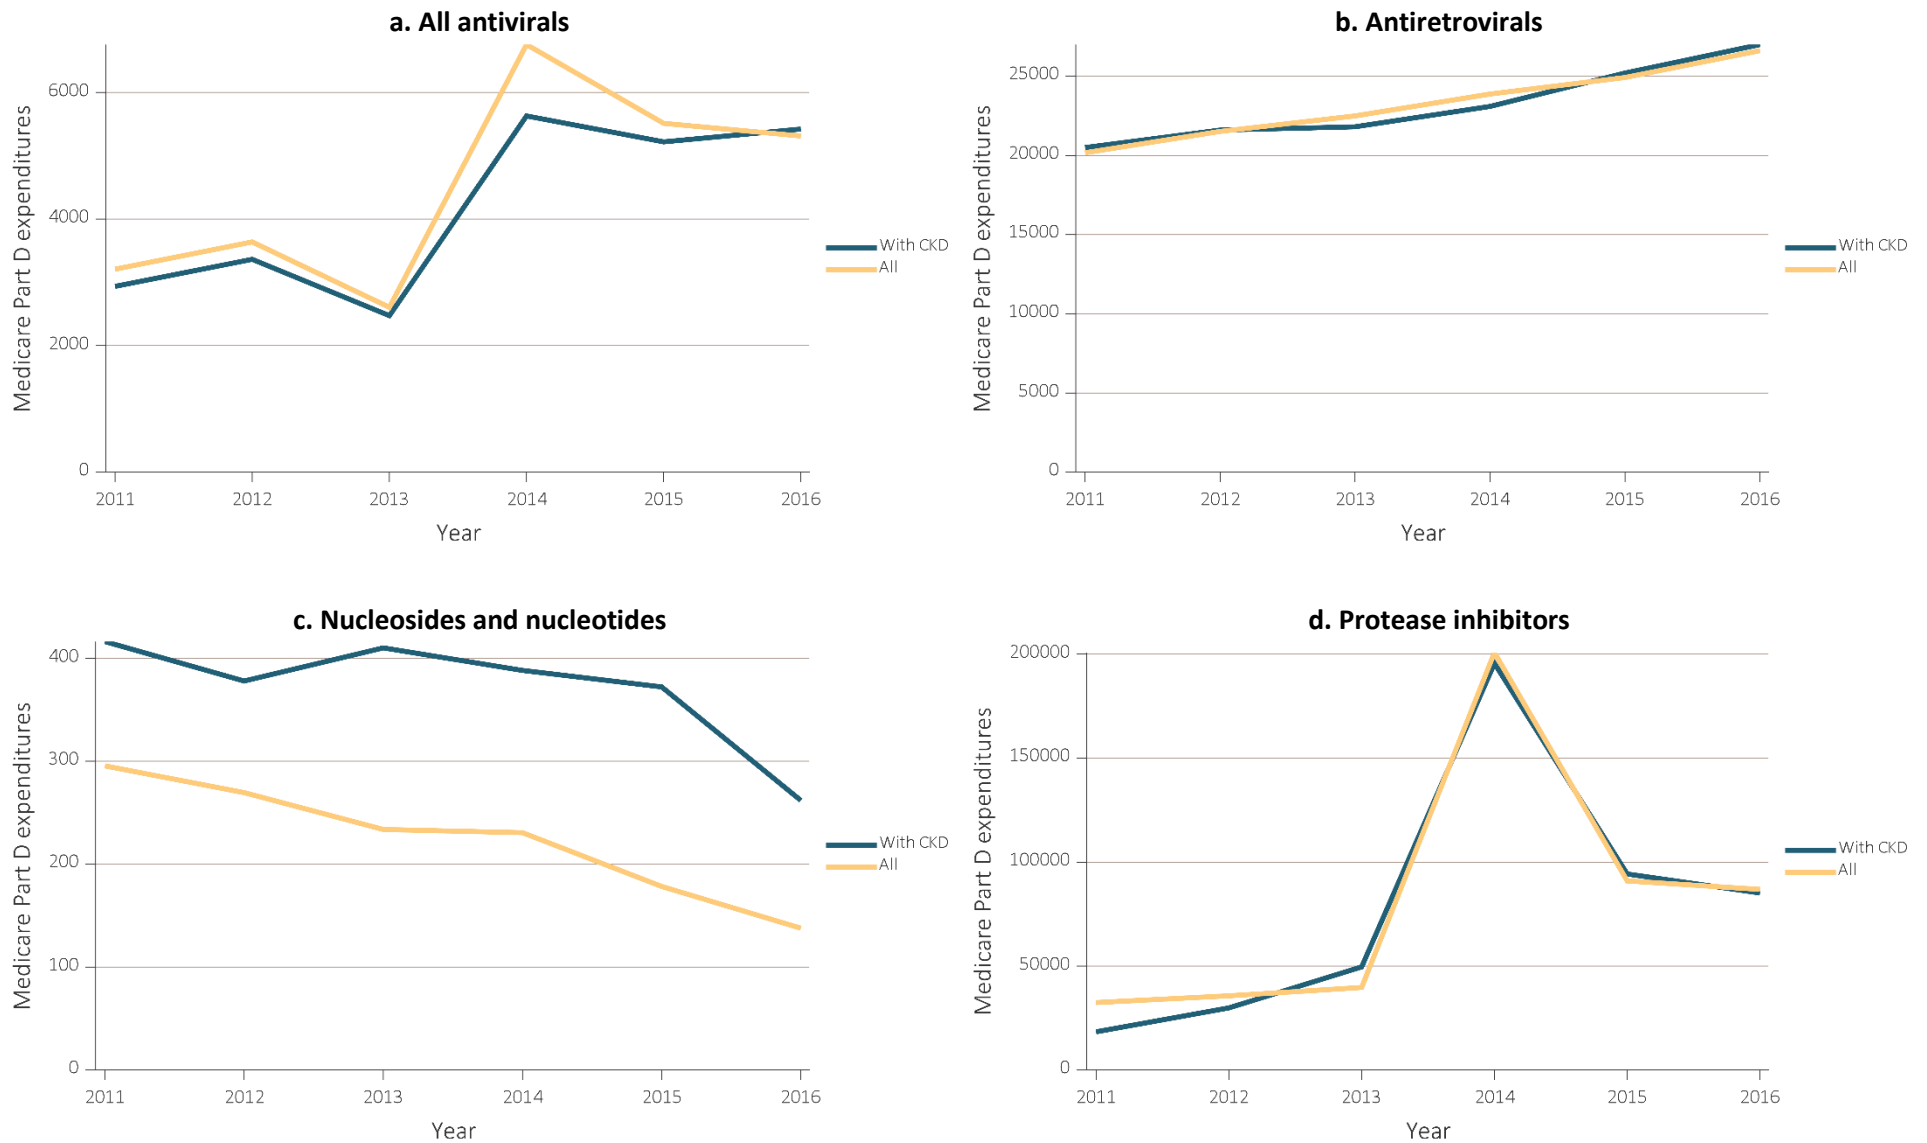 a. All antivirals
Medicare Part D expenditures
6000
4000
2000
0
2011 2012 2013 2014 2015 2016
Year
With CKD
All
b. Antiretrovirals
Medicare Part D expenditures
25000
20000
15000
10000
5000
0
2011 2012 2013 2014 2015 2016
Year
With CKD
All
c. Nucleosides and nucleotides
Medicare Part D expenditures
400
300
200
100
0
2011 2012 2013 2014 2015 2016
Year
With CKD
All
d. Protease inhibitors
Medicare Part D expenditures
200000
150000
100000
50000
0
2011 2012 2013 2014 2015 2016
Year
With CKD
All